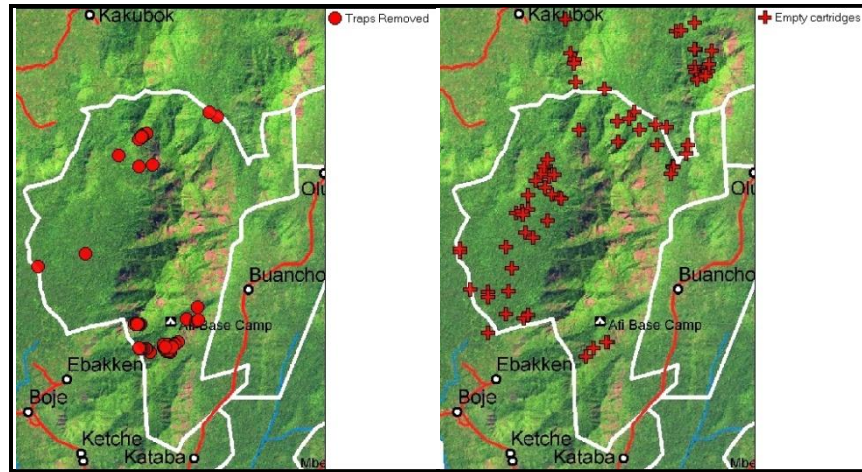 Kakubok
Traps Removed
Olu
Buancho
Afi Base Camp
Ebakken
Boje
Ketche
Kataba
Mbe
Kakubok
Empty cartridges
Olu
Buancho
Afi Base Camp
Ebakken
Boje
Ketche
Kataba
Mbe